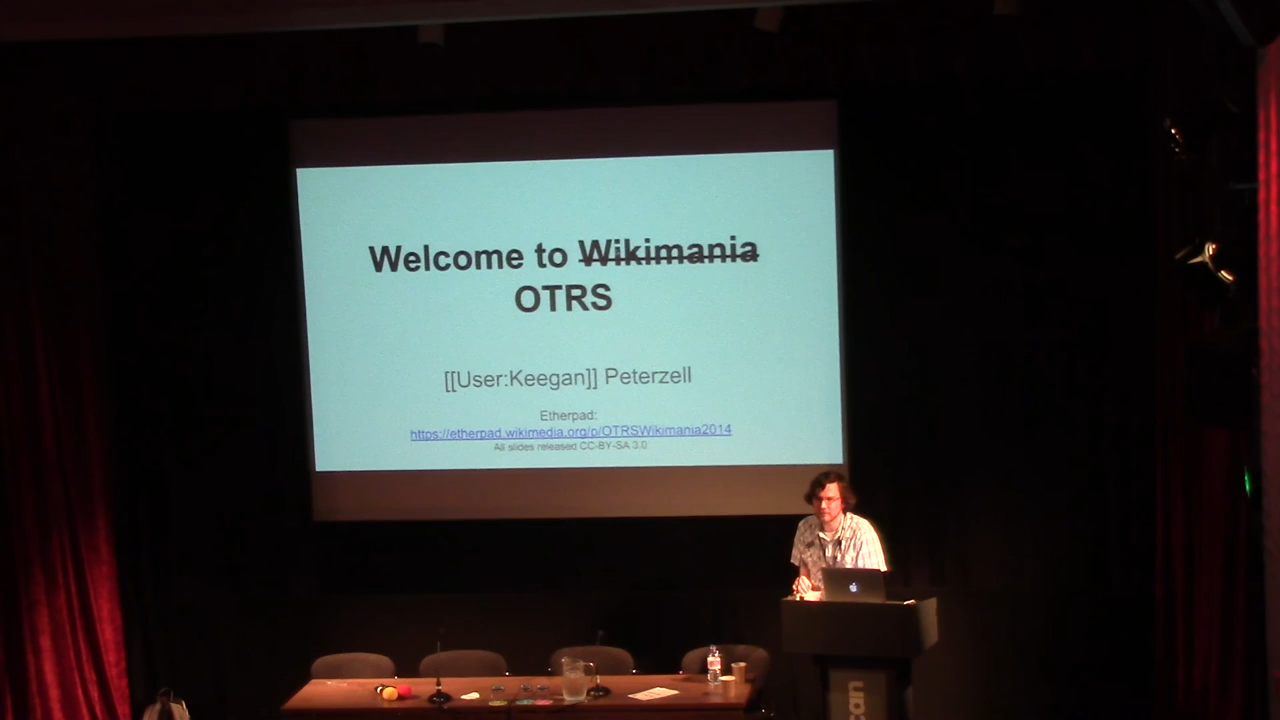 Welcome to Wikimania
OTRS
[[User:Keegan]] Peterzell
Etherpad:
https://etherpad.wikimedia.org/p/OTRSWikimania2014
All slides released CC-BY-SA 3.0
can